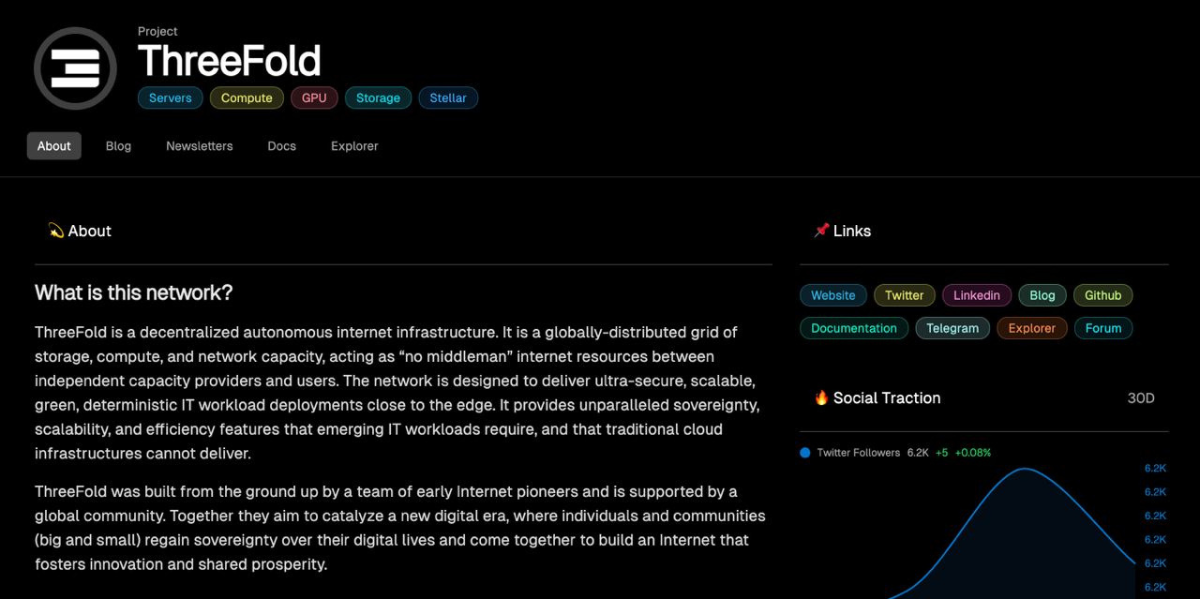 Project
ThreeFold
Servers Compute GPU Storage Stellar
About Blog Newsletters Docs Explorer
About
What is this network?
ThreeFold is a decentralized autonomous internet infrastructure. It is a globally-distributed grid of
storage, compute, and network capacity, acting as “no middleman” internet resources between
independent capacity providers and users. The network is designed to deliver ultra-secure, scalable,
green, deterministic IT workload deployments close to the edge. It provides unparalleled sovereignty,
scalability, and efficiency features that emerging IT workloads require, and that traditional cloud
infrastructures cannot deliver.
ThreeFold was built from the ground up by a team of early Internet pioneers and is supported by a
global community. Together they aim to catalyze a new digital era, where individuals and communities
(big and small) regain sovereignty over their digital lives and come together to build an Internet that
fosters innovation and shared prosperity.
Links
Website Twitter Linkedin Blog Github
Documentation Telegram Explorer Forum
Social Traction 30D
Twitter Followers 6.2K +5 +0.08%
6.2K
6.2K
6.2K
6.2K
6.2K
6.2K